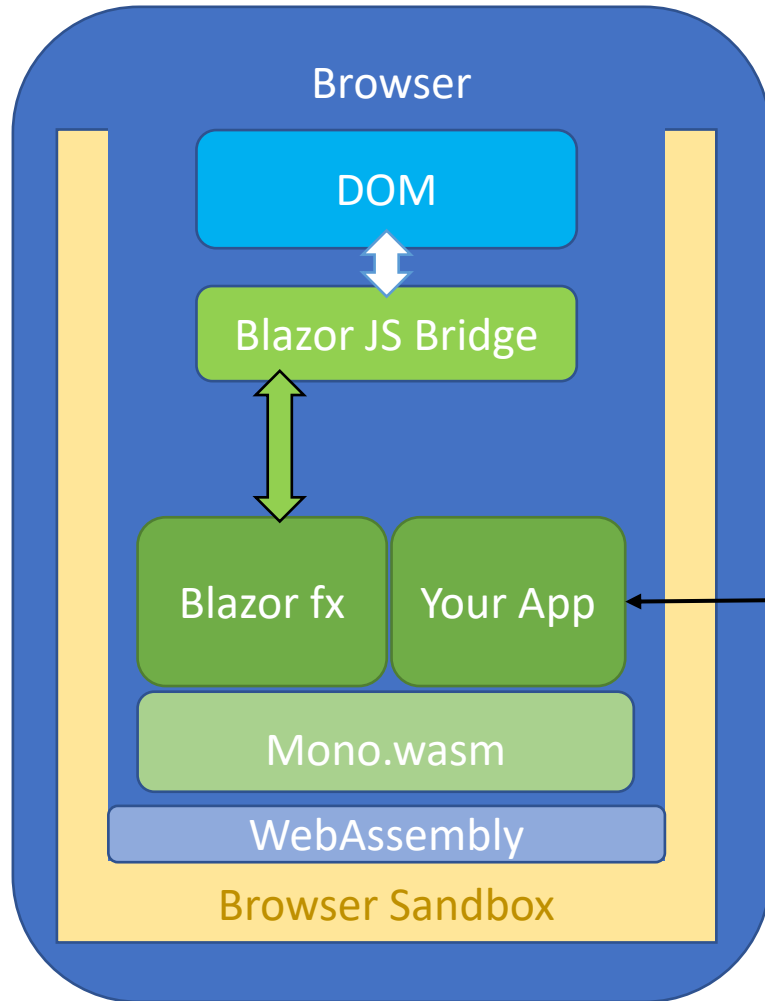 Browser
DOM
Blazor JS Bridge
Blazor fx
Your App
Mono.wasm
WebAssembly
Browser Sandbox